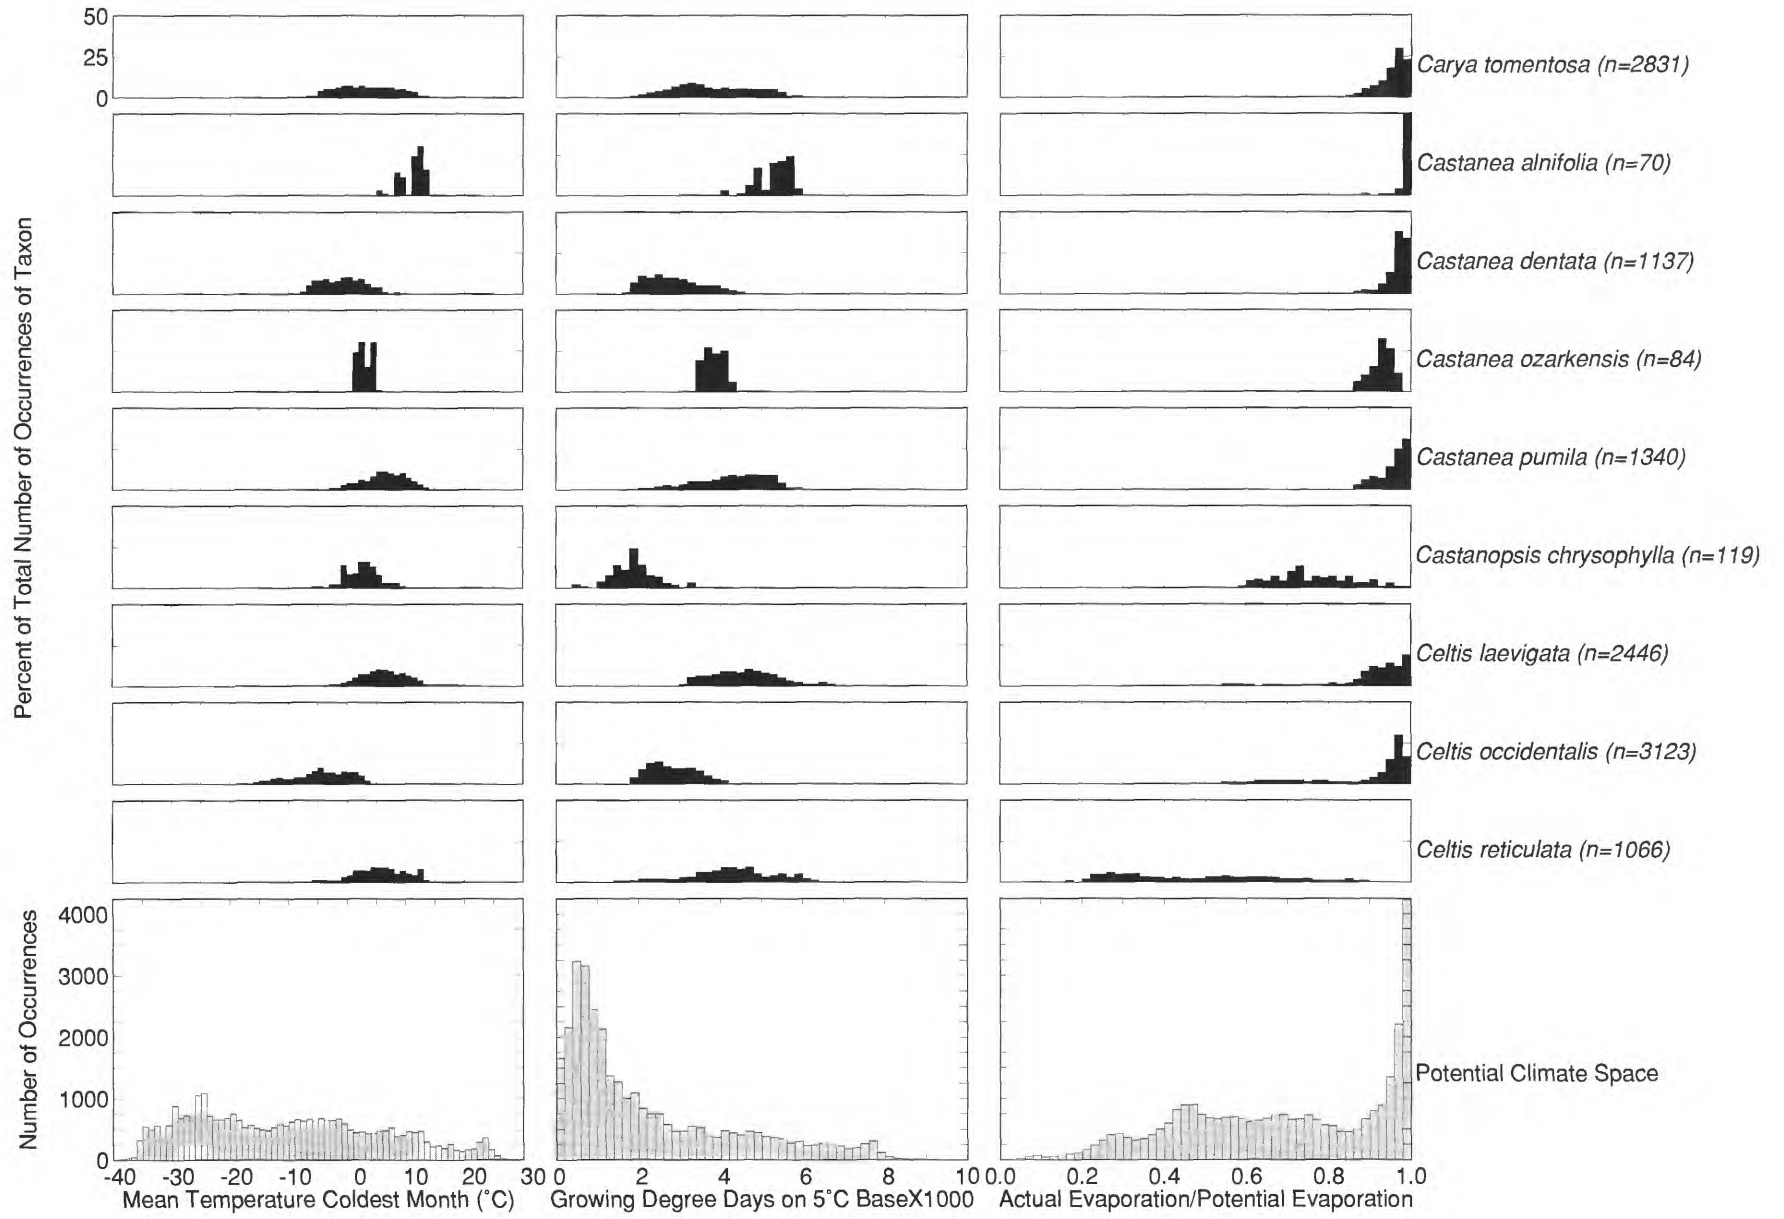 50
25
0
Carya tomentosa (n=2831)
Castanea alnifolia (n=70)
Castanea dentata (n=1137)
Castanea ozarkensis (n=84)
Castanea pumila (n=1340)
Castanopsis chrysophylla (n=119)
Celtis laevigata (n=2446)
Celtis occidentalis (n=3123)
Celtis reticulata (n=1066)
Percent of Total Number of Occurrences of Taxon
4000
3000
2000
1000
0
Number of Occurrences
Potential Climate Space
-40 -30 -20 -10 0 10 20 30
0 2 4 6 8 10
0.0 0.2 0.4 0.6 0.8 1.0
Mean Temperature Coldest Month (°C)
Growing Degree Days on 5°C BaseX1000
Actual Evaporation/Potential Evaporation